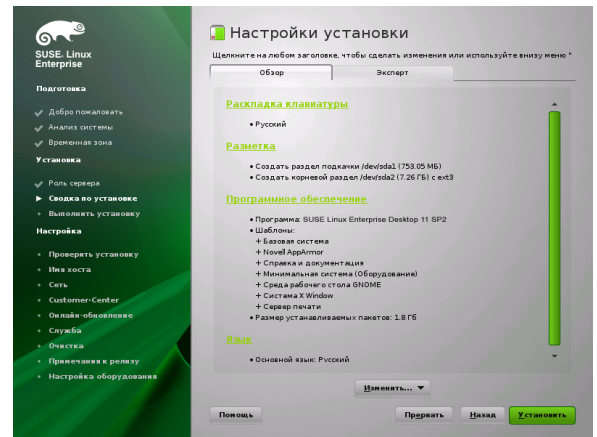 SUSE. Linux
Enterprise
Подготовка
Добро пожаловать
Анализ системы
Временная зона
Установка
Роль сервера
Сводка по установке
Выполнить установку
Настройка
Проверить установку
Имя хоста
Сеть
Customer-Center
Онлайн-обновление
Служба
Очистка
Примечания к релизу
Настройка оборудования
Настройки установки
Щелкните на любом заголовке, чтобы сделать изменения или используйте внизу меню "
Обзор
Эксперт
Раскладка клавиатуры
• Русский
Разметка
• Создать раздел подкачки /dev/sda1 (753.05 МБ)
• Создать корневой раздел /dev/sda2 (7.26 ГБ) с ext3
Программное обеспечение
• Программа: SUSE Linux Enterprise Desktop 11 SP2
• Шаблоны:
+ Базовая система
+ Novell AppArmor
+ Справка и документация
+ Минимальная система (Оборудование)
+ Среда рабочего стола GNOME
+ Система X Window
+ Сервер печати
• Размер устанавливаемых пакетов: 1.8 Гб
Язык
• Основной язык: Русский
Изменить...
Помощь
Прервать
Назад
Установить